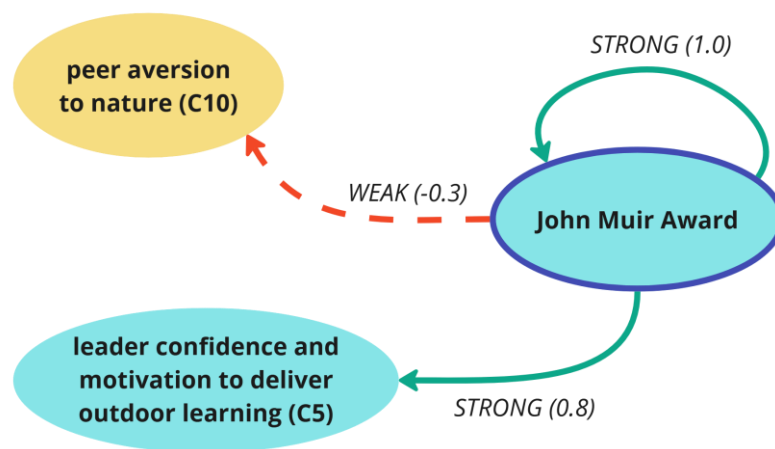 STRONG (1.0)
peer aversion
to nature (C10)
WEAK (-0.3)
John Muir Award
leader confidence and
motivation to deliver
outdoor learning (C5)
STRONG (0.8)